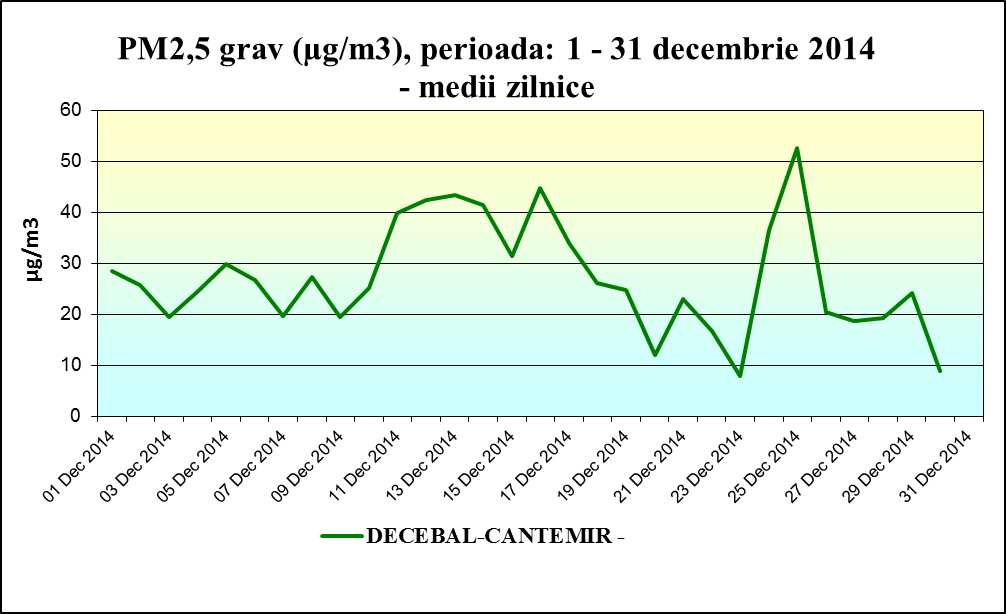 PM2,5 grav (µg/m3), perioada: 1 - 31 decembrie 2014
- medii zilnice
60
50
40
30
20
10
0
µg/m3
01 Dec 2014
03 Dec 2014
05 Dec 2014
07 Dec 2014
09 Dec 2014
11 Dec 2014
13 Dec 2014
15 Dec 2014
17 Dec 2014
19 Dec 2014
21 Dec 2014
23 Dec 2014
25 Dec 2014
27 Dec 2014
29 Dec 2014
31 Dec 2014
DECEBAL-CANTEMIR -